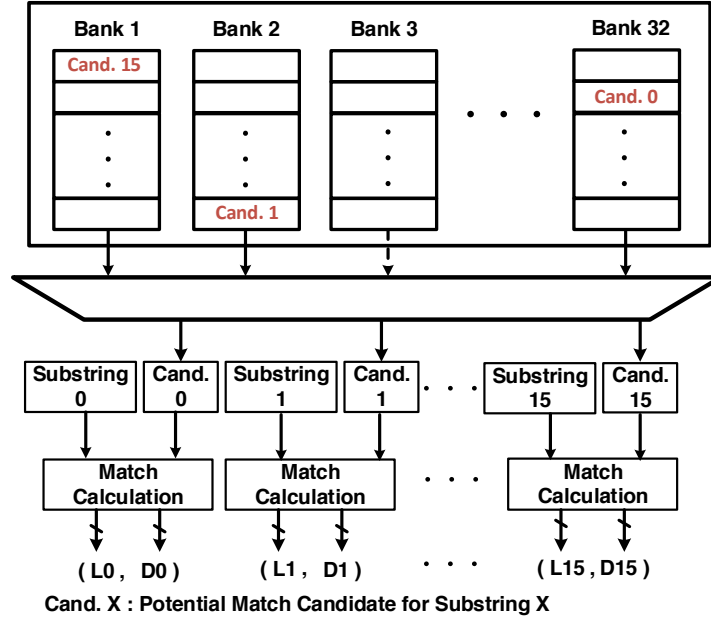 Bank 1 Bank 2 Bank 3 Bank 32
Cand. 15
Cand. 0
Cand. 1
Substring 0
Cand. 0
Substring 1
Cand. 1
Substring 15
Cand. 15
Match Calculation
Match Calculation
Match Calculation
( L0 , D0 ) ( L1 , D1 ) ( L15 , D15 )
Cand. X : Potential Match Candidate for Substring X